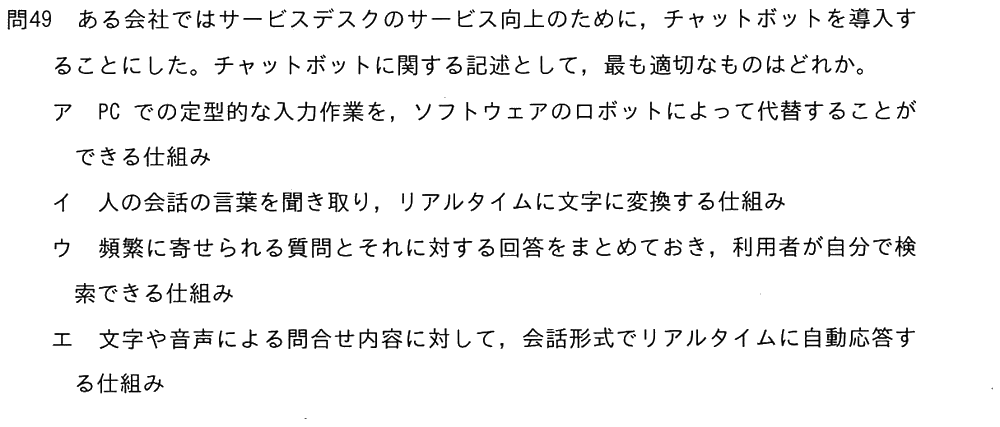 問49 ある会社ではサービスデスクのサービス向上のために，チャットボットを導入す
ることにした。チャットボットに関する記述として，最も適切なものはどれか。
ア PC での定型的な入力作業を，ソフトウェアのロボットによって代替することが
できる仕組み
イ 人の会話の言葉を聞き取り，リアルタイムに文字に変換する仕組み
ウ 頻繁に寄せられる質問とそれに対する回答をまとめておき，利用者が自分で検
索できる仕組み
エ 文字や音声による問合せ内容に対して，会話形式でリアルタイムに自動応答す
る仕組み